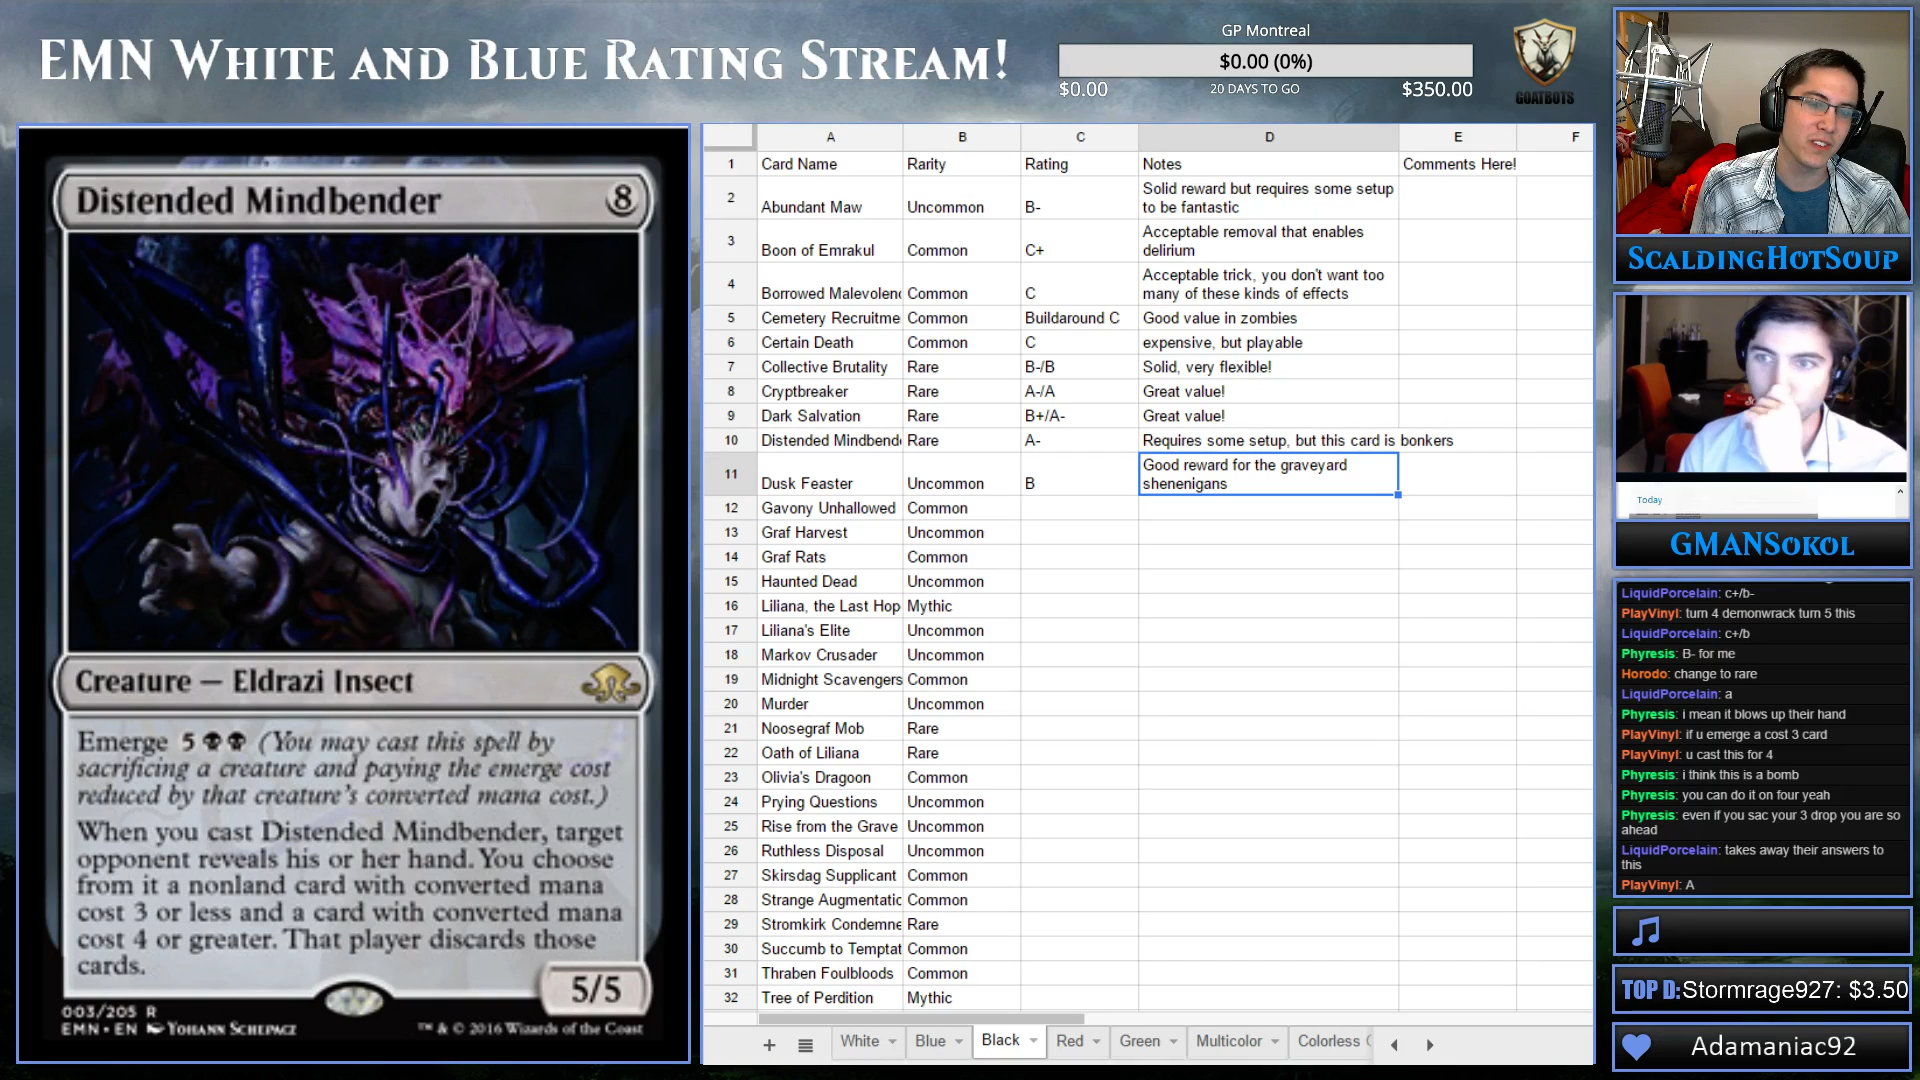 EMN White and Blue Rating Stream!
GP Montreal
$0.00 (0%)
$0.00
20 DAYS TO GO
$350.00
GOATBOTS
Distended Mindbender 8
Creature — Eldrazi Insect
Emerge 5 (You may cast this spell by
sacrificing a creature and paying the emerge cost
reduced by that creature's converted mana cost.)
When you cast Distended Mindbender, target
opponent reveals his or her hand. You choose
from it a nonland card with converted mana
cost 3 or less and a card with converted mana
cost 4 or greater. That player discards those
cards.
5/5
003/205 R
EMN • EN Yohann Schepacz
™ & © 2016 Wizards of the Coast
A B C D E F
1 Card Name Rarity Rating Notes Comments Here!
2 Abundant Maw Uncommon B- Solid reward but requires some setup
to be fantastic
3 Boon of Emrakul Common C+ Acceptable removal that enables
delirium
4 Borrowed Malevolenc Common C Acceptable trick, you don't want too
many of these kinds of effects
5 Cemetery Recruitme Common Buildaround C Good value in zombies
6 Certain Death Common C expensive, but playable
7 Collective Brutality Rare B-/B Solid, very flexible!
8 Cryptbreaker Rare A-/A Great value!
9 Dark Salvation Rare B+/A- Great value!
10 Distended Mindbende Rare A- Requires some setup, but this card is bonkers
11 Dusk Feaster Uncommon B Good reward for the graveyard
shenenigans
12 Gavony Unhallowed Common
13 Graf Harvest Uncommon
14 Graf Rats Common
15 Haunted Dead Uncommon
16 Liliana, the Last Hop Mythic
17 Liliana's Elite Uncommon
18 Markov Crusader Uncommon
19 Midnight Scavengers Common
20 Murder Uncommon
21 Noosegraf Mob Rare
22 Oath of Liliana Rare
23 Olivia's Dragoon Common
24 Prying Questions Uncommon
25 Rise from the Grave Uncommon
26 Ruthless Disposal Uncommon
27 Skirsdag Supplicant Common
28 Strange Augmentatic Common
29 Stromkirk Condemne Rare
30 Succumb to Temptat Common
31 Thraben Foulbloods Common
32 Tree of Perdition Mythic
White Blue Black Red Green Multicolor Colorless
ScaldingHotSoup
Today
GMANSokol
LiquidPorcelain: c+/b-
PlayVinyl: turn 4 demonwrack turn 5 this
LiquidPorcelain: c+/b
Phyresis: B- for me
Horodo: change to rare
LiquidPorcelain: a
Phyresis: i mean it blows up their hand
PlayVinyl: if u emerge a cost 3 card
PlayVinyl: u cast this for 4
Phyresis: i think this is a bomb
Phyresis: you can do it on four yeah
Phyresis: even if you sac your 3 drop you are so
ahead
LiquidPorcelain: takes away their answers to
this
PlayVinyl: A
TOP D: Stormrage927: $3.50
Adamaniac92